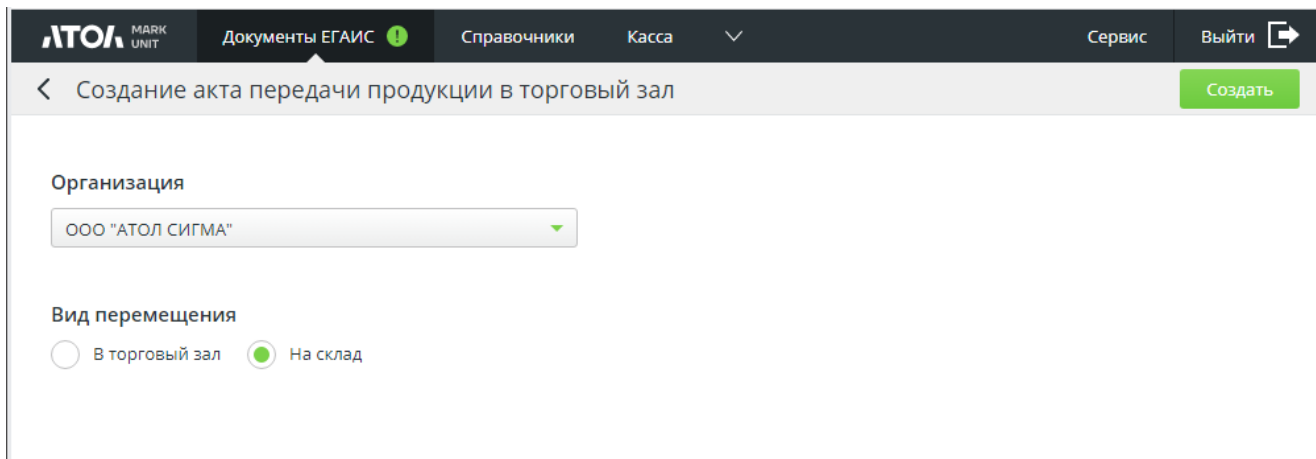 АТОЛ MARK UNIT Документы ЕГАИС ! Справочники Касса Сервис Выйти
Создание акта передачи продукции в торговый зал Создать
Организация
ООО "АТОЛ СИГМА"
Вид перемещения
В торговый зал На склад